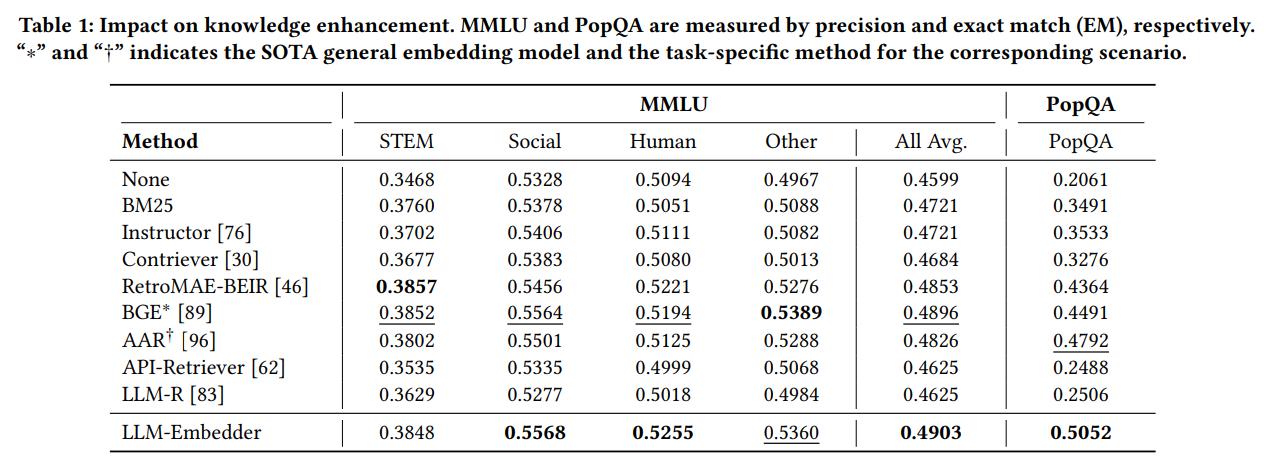 Table 1: Impact on knowledge enhancement. MMLU and PopQA are measured by precision and exact match (EM), respectively.
“*” and “†” indicates the SOTA general embedding model and the task-specific method for the corresponding scenario.
MMLU PopQA
Method STEM Social Human Other All Avg. PopQA
None 0.3468 0.5328 0.5094 0.4967 0.4599 0.2061
BM25 0.3760 0.5378 0.5051 0.5088 0.4721 0.3491
Instructor [76] 0.3702 0.5406 0.5111 0.5082 0.4721 0.3533
Contriever [30] 0.3677 0.5383 0.5080 0.5013 0.4684 0.3276
RetroMAE-BEIR [46] 0.3857 0.5456 0.5221 0.5276 0.4853 0.4364
BGE* [89] 0.3852 0.5564 0.5194 0.5389 0.4896 0.4491
AAR† [96] 0.3802 0.5501 0.5125 0.5288 0.4826 0.4792
API-Retriever [62] 0.3535 0.5335 0.4999 0.5068 0.4625 0.2488
LLM-R [83] 0.3629 0.5277 0.5018 0.4984 0.4625 0.2506
LLM-Embedder 0.3848 0.5568 0.5255 0.5360 0.4903 0.5052